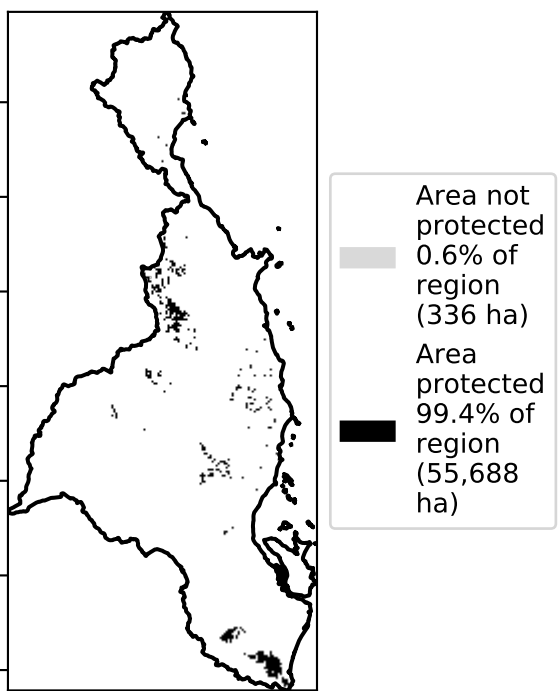 Area not
protected
0.6% of
region
(336 ha)
Area
protected
99.4% of
region
(55,688
ha)